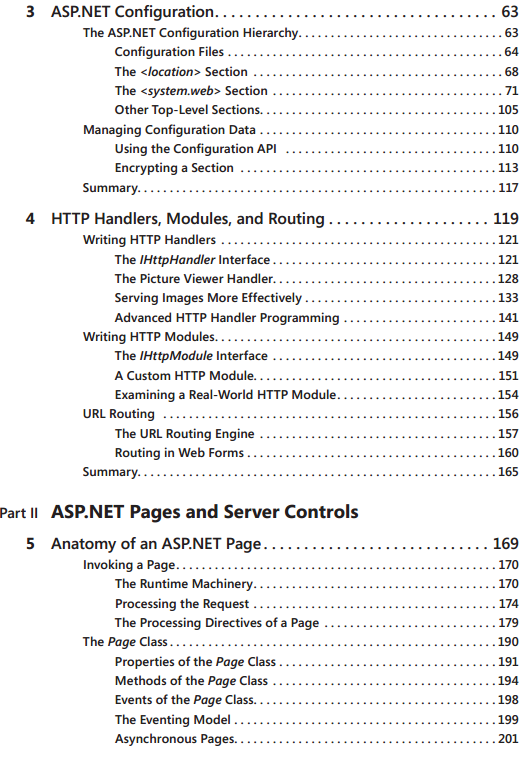 3 ASP.NET Configuration. . . . . . . . . . . . . . . . . . . . . . . . . . . . . . . . . . . 63
The ASP.NET Configuration Hierarchy. . . . . . . . . . . . . . . . . . . . . . . . . . . . . . . 63
Configuration Files . . . . . . . . . . . . . . . . . . . . . . . . . . . . . . . . . . . . . . . . . . 64
The <location> Section . . . . . . . . . . . . . . . . . . . . . . . . . . . . . . . . . . . . . . 68
The <system.web> Section . . . . . . . . . . . . . . . . . . . . . . . . . . . . . . . . . . . 71
Other Top-Level Sections. . . . . . . . . . . . . . . . . . . . . . . . . . . . . . . . . . . . . 105
Managing Configuration Data . . . . . . . . . . . . . . . . . . . . . . . . . . . . . . . . . . . . . 110
Using the Configuration API . . . . . . . . . . . . . . . . . . . . . . . . . . . . . . . . . 110
Encrypting a Section . . . . . . . . . . . . . . . . . . . . . . . . . . . . . . . . . . . . . . . . 113
Summary. . . . . . . . . . . . . . . . . . . . . . . . . . . . . . . . . . . . . . . . . . . . . . . . . . . . . . . . 117
4 HTTP Handlers, Modules, and Routing . . . . . . . . . . . . . . . . . . . . 119
Writing HTTP Handlers . . . . . . . . . . . . . . . . . . . . . . . . . . . . . . . . . . . . . . . . . . . 121
The IHttpHandler Interface . . . . . . . . . . . . . . . . . . . . . . . . . . . . . . . . . . . 121
The Picture Viewer Handler. . . . . . . . . . . . . . . . . . . . . . . . . . . . . . . . . . . 128
Serving Images More Effectively . . . . . . . . . . . . . . . . . . . . . . . . . . . . . . 133
Advanced HTTP Handler Programming . . . . . . . . . . . . . . . . . . . . . . . . 141
Writing HTTP Modules. . . . . . . . . . . . . . . . . . . . . . . . . . . . . . . . . . . . . . . . . . . . 149
The IHttpModule Interface . . . . . . . . . . . . . . . . . . . . . . . . . . . . . . . . . . . 149
A Custom HTTP Module. . . . . . . . . . . . . . . . . . . . . . . . . . . . . . . . . . . . . . 151
Examining a Real-World HTTP Module. . . . . . . . . . . . . . . . . . . . . . . . . 154
URL Routing . . . . . . . . . . . . . . . . . . . . . . . . . . . . . . . . . . . . . . . . . . . . . . . . . . . . 156
The URL Routing Engine . . . . . . . . . . . . . . . . . . . . . . . . . . . . . . . . . . . . . 157
Routing in Web Forms . . . . . . . . . . . . . . . . . . . . . . . . . . . . . . . . . . . . . . . 160
Summary. . . . . . . . . . . . . . . . . . . . . . . . . . . . . . . . . . . . . . . . . . . . . . . . . . . . . . . . 165
Part II ASP.NET Pages and Server Controls
5 Anatomy of an ASP.NET Page. . . . . . . . . . . . . . . . . . . . . . . . . . . . 169
Invoking a Page. . . . . . . . . . . . . . . . . . . . . . . . . . . . . . . . . . . . . . . . . . . . . . . . . . 170
The Runtime Machinery. . . . . . . . . . . . . . . . . . . . . . . . . . . . . . . . . . . . . . 170
Processing the Request . . . . . . . . . . . . . . . . . . . . . . . . . . . . . . . . . . . . . . 174
The Processing Directives of a Page . . . . . . . . . . . . . . . . . . . . . . . . . . . 179
The Page Class . . . . . . . . . . . . . . . . . . . . . . . . . . . . . . . . . . . . . . . . . . . . . . . . . . . 190
Properties of the Page Class . . . . . . . . . . . . . . . . . . . . . . . . . . . . . . . . . . 191
Methods of the Page Class . . . . . . . . . . . . . . . . . . . . . . . . . . . . . . . . . . . 194
Events of the Page Class. . . . . . . . . . . . . . . . . . . . . . . . . . . . . . . . . . . . . . 198
The Eventing Model . . . . . . . . . . . . . . . . . . . . . . . . . . . . . . . . . . . . . . . . . 199
Asynchronous Pages. . . . . . . . . . . . . . . . . . . . . . . . . . . . . . . . . . . . . . . . . 201